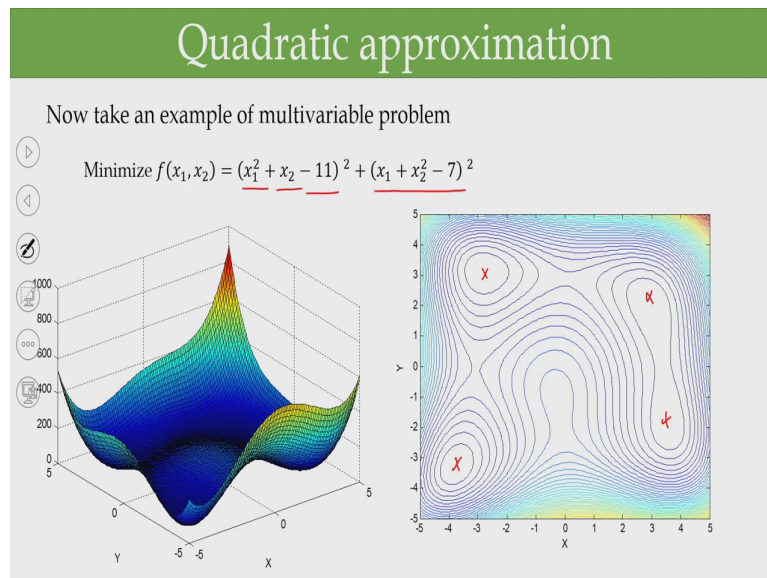 Quadratic approximation
Now take an example of multivariable problem
Minimize f(x₁, x₂) = (x₁² + x₂ − 11)² + (x₁ + x₂² − 7)²
1000
800
600
400
200
0
5
0
-5
-5
0
5
Y
X
5
4
3
2
1
0
-1
-2
-3
-4
-5
Y
-5 -4 -3 -2 -1 0 1 2 3 4 5
X